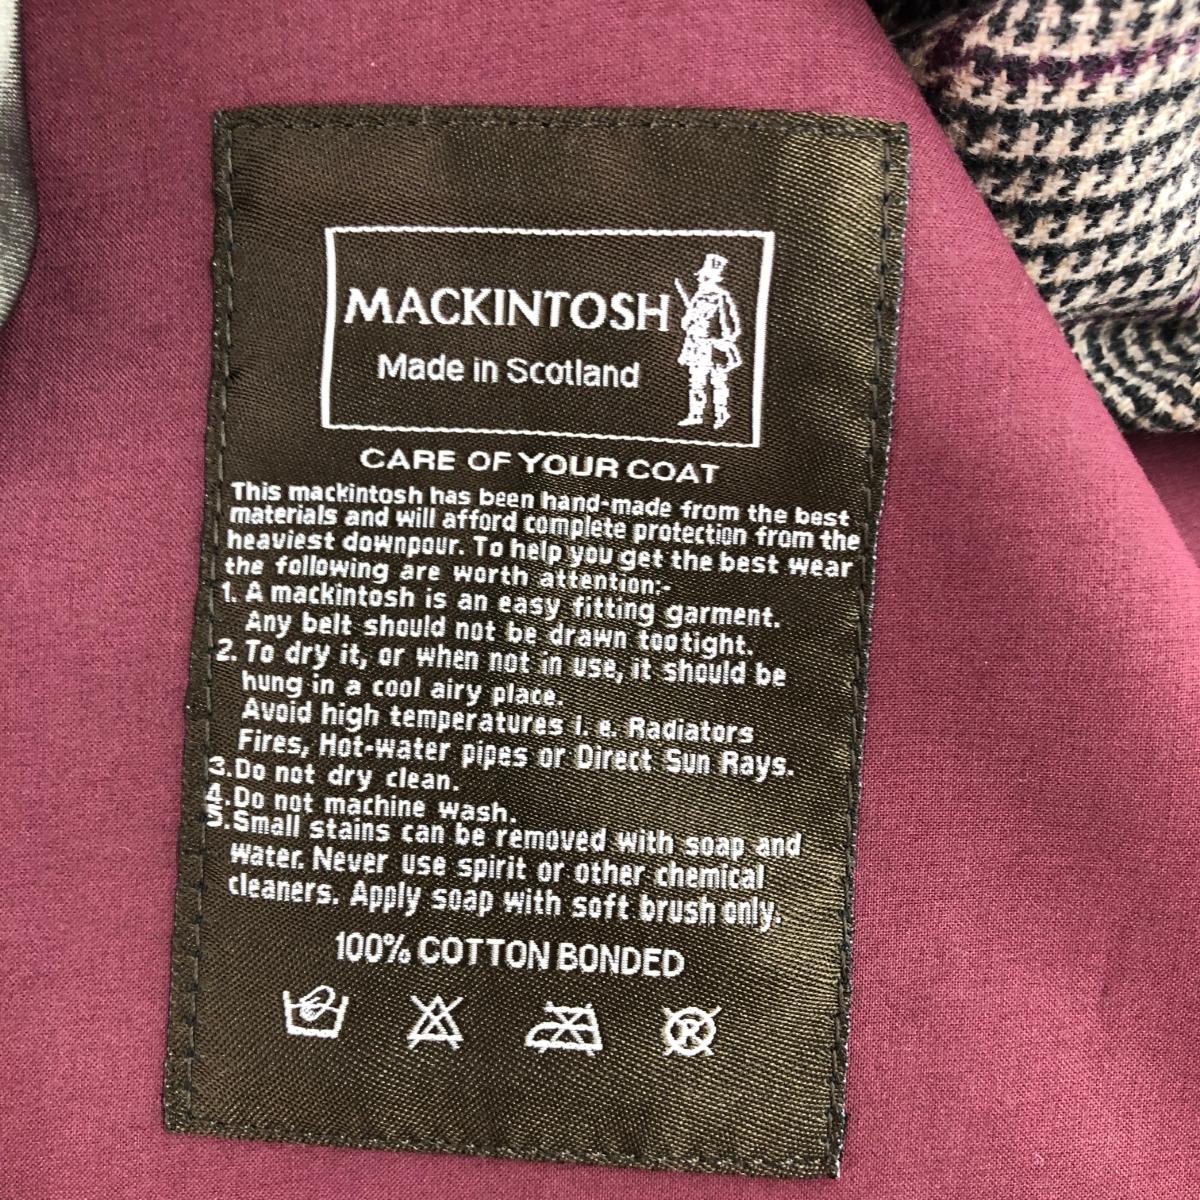 MACKINTOSH
Made in Scotland
CARE OF YOUR COAT
This mackintosh has been hand-made from the best
materials and will afford complete protection from the
heaviest downpour. To help you get the best wear
the following are worth attention:-
1. A mackintosh is an easy fitting garment.
Any belt should not be drawn too tight.
2. To dry it, or when not in use, it should be
hung in a cool airy place.
Avoid high temperatures i. e. Radiators
Fires, Hot-water pipes or Direct Sun Rays.
3. Do not dry clean.
4. Do not machine wash.
5. Small stains can be removed with soap and
water. Never use spirit or other chemical
cleaners. Apply soap with soft brush only.
100% COTTON BONDED
R